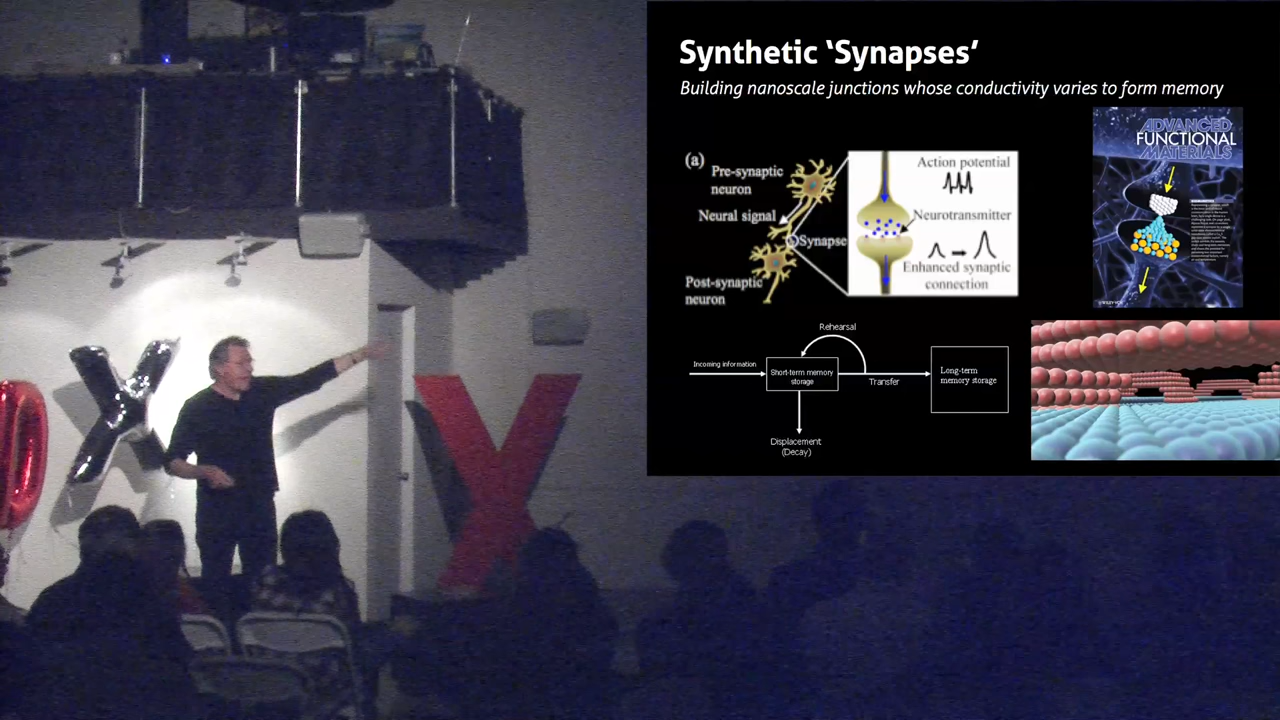 Synthetic ‘Synapses’
Building nanoscale junctions whose conductivity varies to form memory
(a)
Pre-synaptic
neuron
Neural signal
Synapse
Post-synaptic
neuron
Action potential
Neurotransmitter
Enhanced synaptic
connection
ADVANCED
FUNCTIONAL
MATERIALS
Rehearsal
Incoming information
Short-term memory
storage
Transfer
Long-term
memory storage
Displacement
(Decay)
X
X